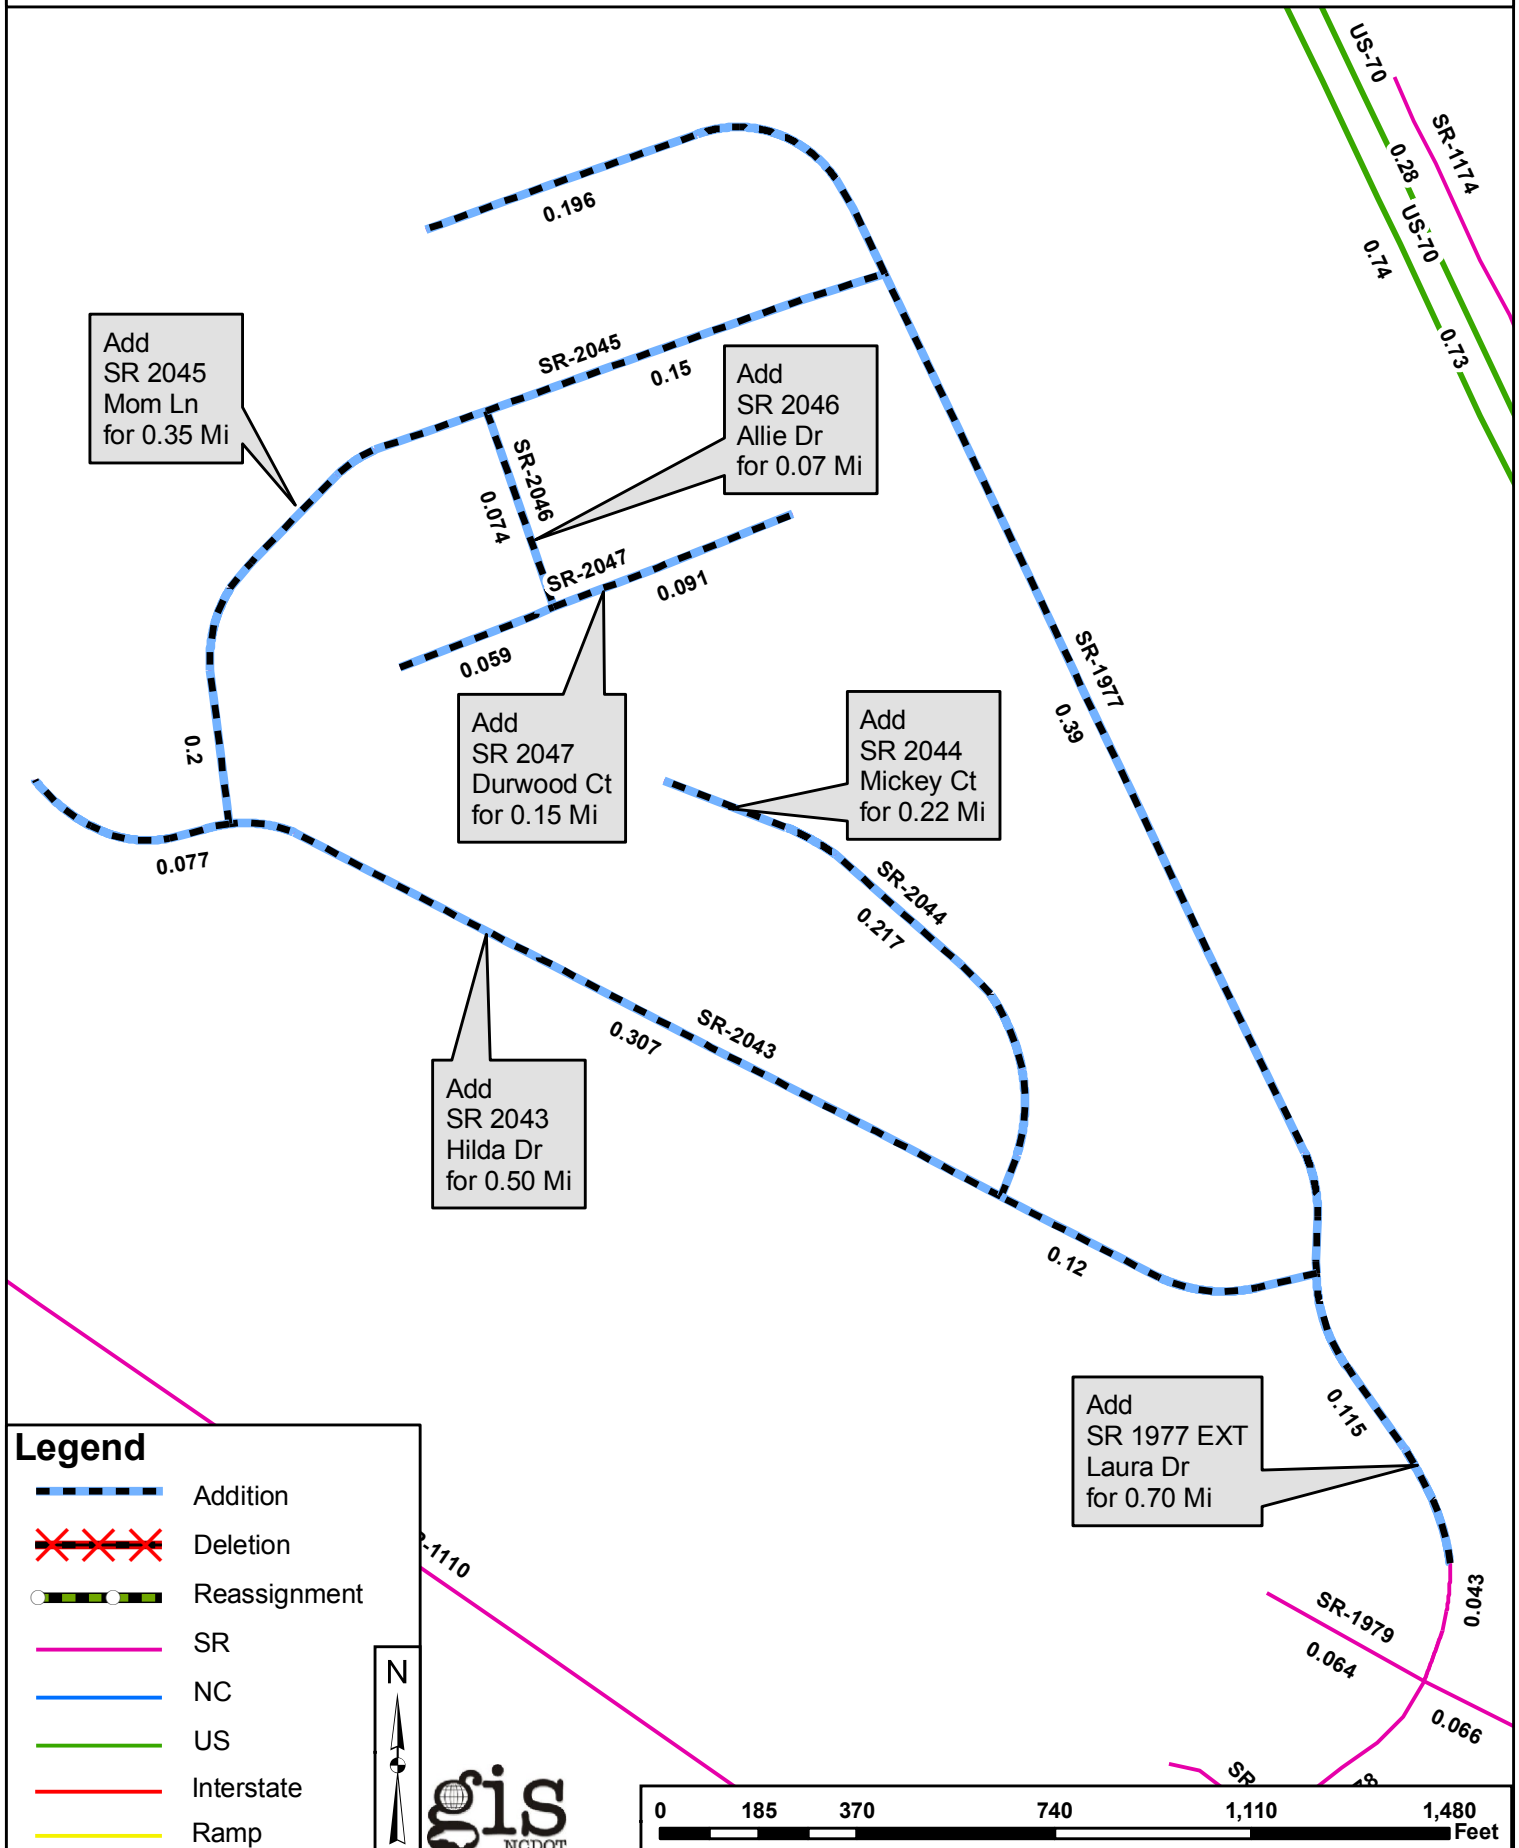 US-70
SR-1174
0.28
US-70
0.74
0.73
0.196
Add
SR 2045
Mom Ln
for 0.35 Mi
SR-2045
0.15
Add
SR 2046
Allie Dr
for 0.07 Mi
SR-2046
0.074
SR-2047
0.091
0.059
SR-1977
0.39
Add
SR 2047
Durwood Ct
for 0.15 Mi
Add
SR 2044
Mickey Ct
for 0.22 Mi
0.2
0.077
SR-2044
0.217
SR-2043
0.307
Add
SR 2043
Hilda Dr
for 0.50 Mi
0.12
Add
SR 1977 EXT
Laura Dr
for 0.70 Mi
0.115
0.043
SR-1979
0.064
0.066
SR
-1110
Legend
Addition
Deletion
Reassignment
SR
NC
US
Interstate
Ramp
N
gis
NCDOT
0 185 370 740 1,110 1,480
Feet